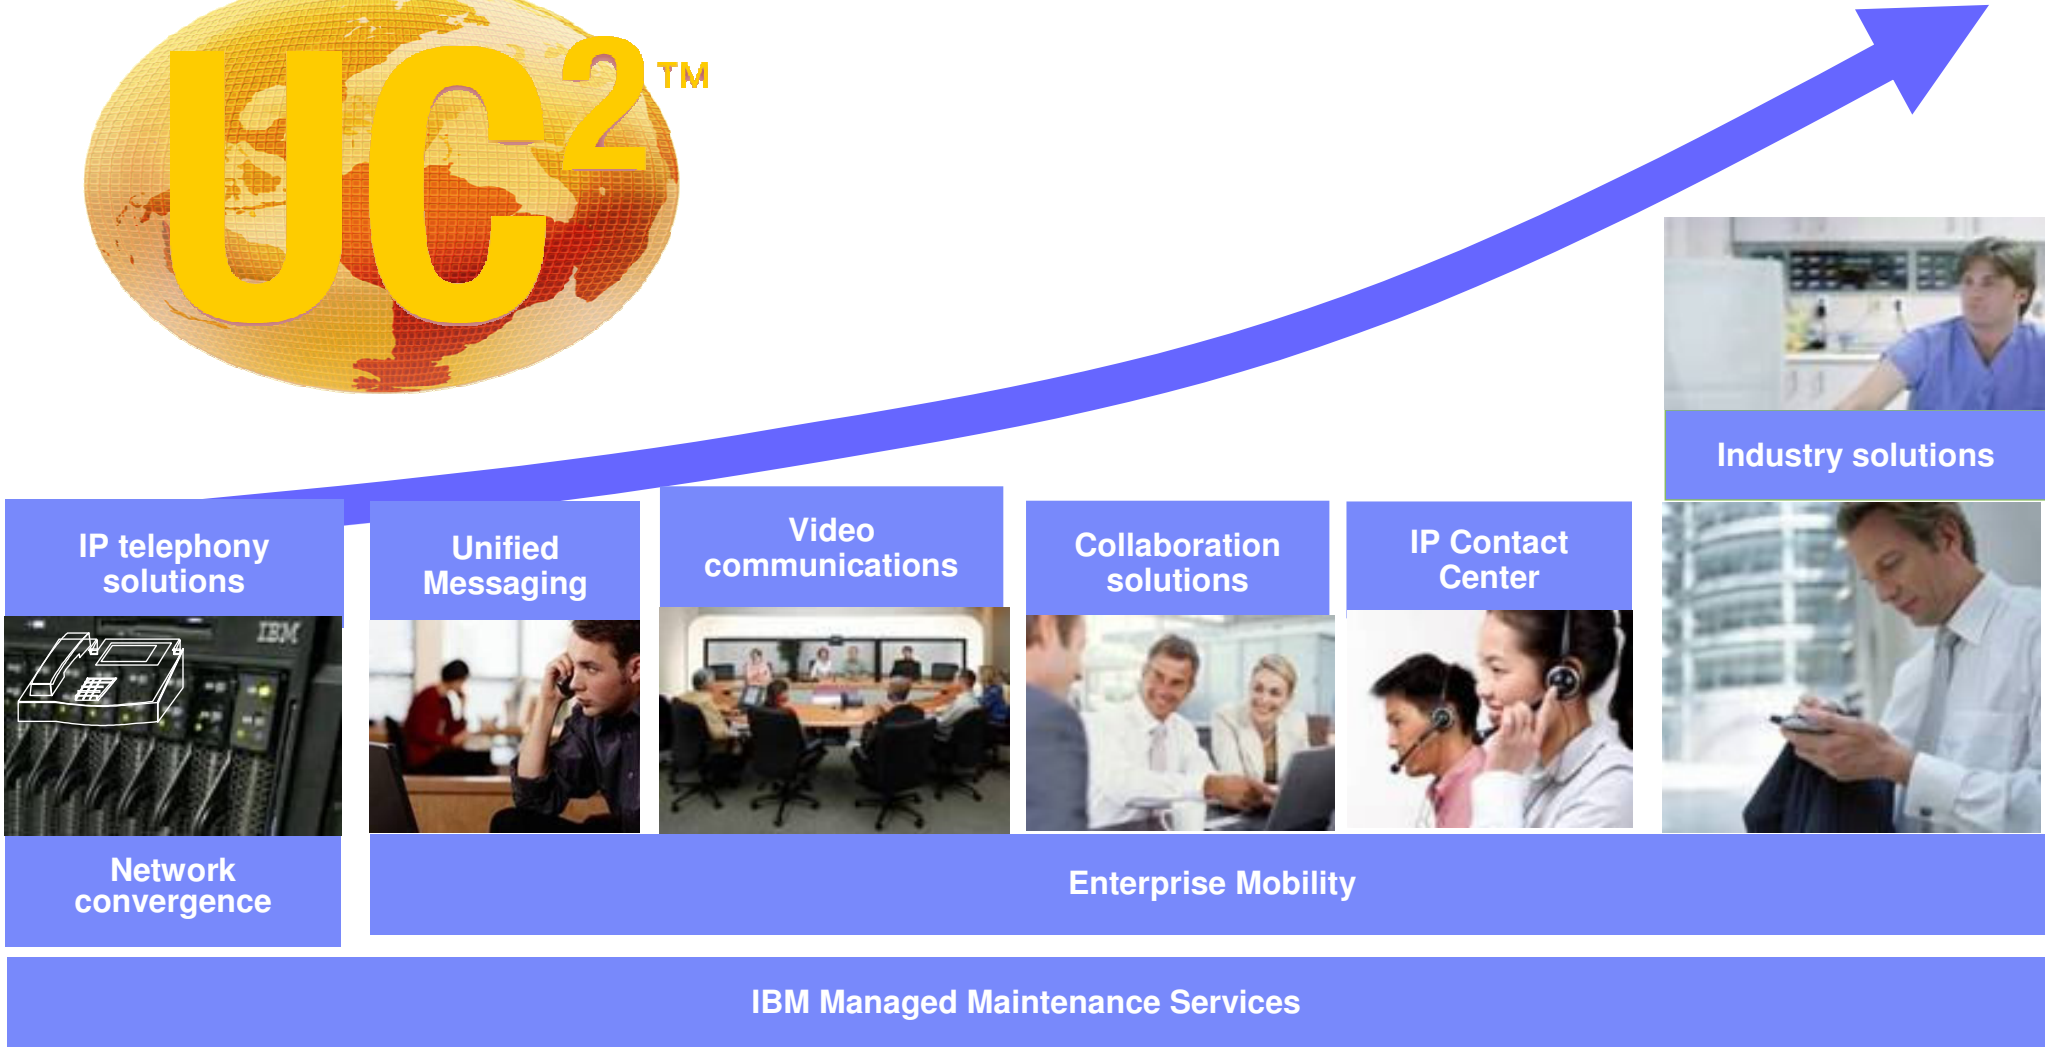 UC²™
Industry solutions
IP telephony
solutions
Unified
Messaging
Video
communications
Collaboration
solutions
IP Contact
Center
IBM
Network
convergence
Enterprise Mobility
IBM Managed Maintenance Services